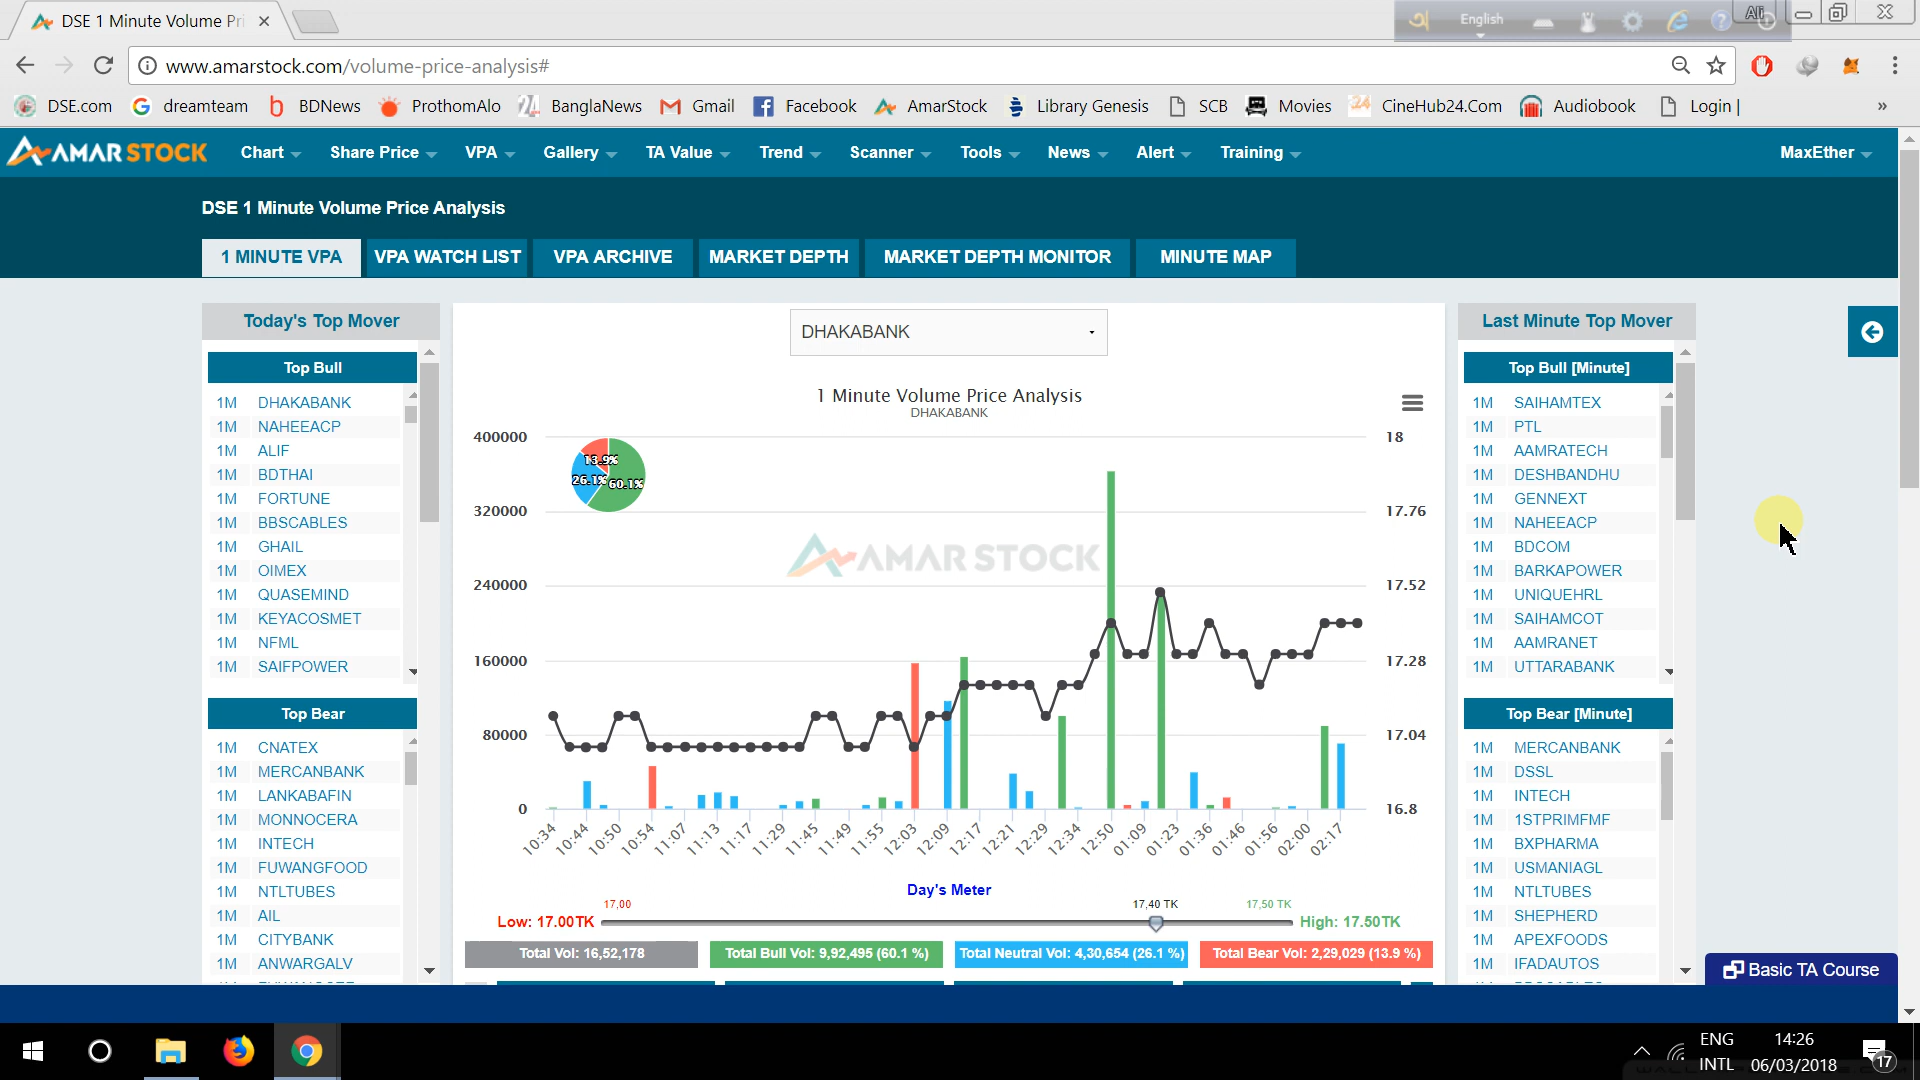 DSE 1 Minute Volume Pri
English
Ali
www.amarstock.com/volume-price-analysis#
DSE.com dreamteam BDNews ProthomAlo BanglaNews Gmail Facebook AmarStock Library Genesis SCB Movies CineHub24.Com Audiobook Login | »
AMAR STOCK Chart Share Price VPA Gallery TA Value Trend Scanner Tools News Alert Training MaxEther
DSE 1 Minute Volume Price Analysis
1 MINUTE VPA VPA WATCH LIST VPA ARCHIVE MARKET DEPTH MARKET DEPTH MONITOR MINUTE MAP
Today's Top Mover
Top Bull
1M DHAKABANK
1M NAHEEACP
1M ALIF
1M BDTHAI
1M FORTUNE
1M BBSCABLES
1M GHAIL
1M OIMEX
1M QUASEMIND
1M KEYACOSMET
1M NFML
1M SAIFPOWER
Top Bear
1M CNATEX
1M MERCANBANK
1M LANKABAFIN
1M MONNOCERA
1M INTECH
1M FUWANGFOOD
1M NTLTUBES
1M AIL
1M CITYBANK
1M ANWARGALV
DHAKABANK
1 Minute Volume Price Analysis
DHAKABANK
400000 18
13.9%
26.1% 60.1%
320000 17.76
AMAR STOCK
240000 17.52
160000 17.28
80000 17.04
0 16.8
10:34 10:44 10:50 10:54 11:07 11:13 11:17 11:29 11:45 11:49 11:55 12:03 12:09 12:17 12:21 12:29 12:34 12:50 01:09 01:23 01:36 01:46 01:56 02:00 02:17
Day's Meter
17,00 17,40 TK 17,50 TK
Low: 17.00TK High: 17.50TK
Total Vol: 16,52,178 Total Bull Vol: 9,92,495 (60.1 %) Total Neutral Vol: 4,30,654 (26.1 %) Total Bear Vol: 2,29,029 (13.9 %)
Last Minute Top Mover
Top Bull [Minute]
1M SAIHAMTEX
1M PTL
1M AAMRATECH
1M DESHBANDHU
1M GENNEXT
1M NAHEEACP
1M BDCOM
1M BARKAPOWER
1M UNIQUEHRL
1M SAIHAMCOT
1M AAMRANET
1M UTTARABANK
Top Bear [Minute]
1M MERCANBANK
1M DSSL
1M INTECH
1M 1STPRIMFMF
1M BXPHARMA
1M USMANIAGL
1M NTLTUBES
1M SHEPHERD
1M APEXFOODS
1M IFADAUTOS
Basic TA Course
ENG 14:26
INTL 06/03/2018
17